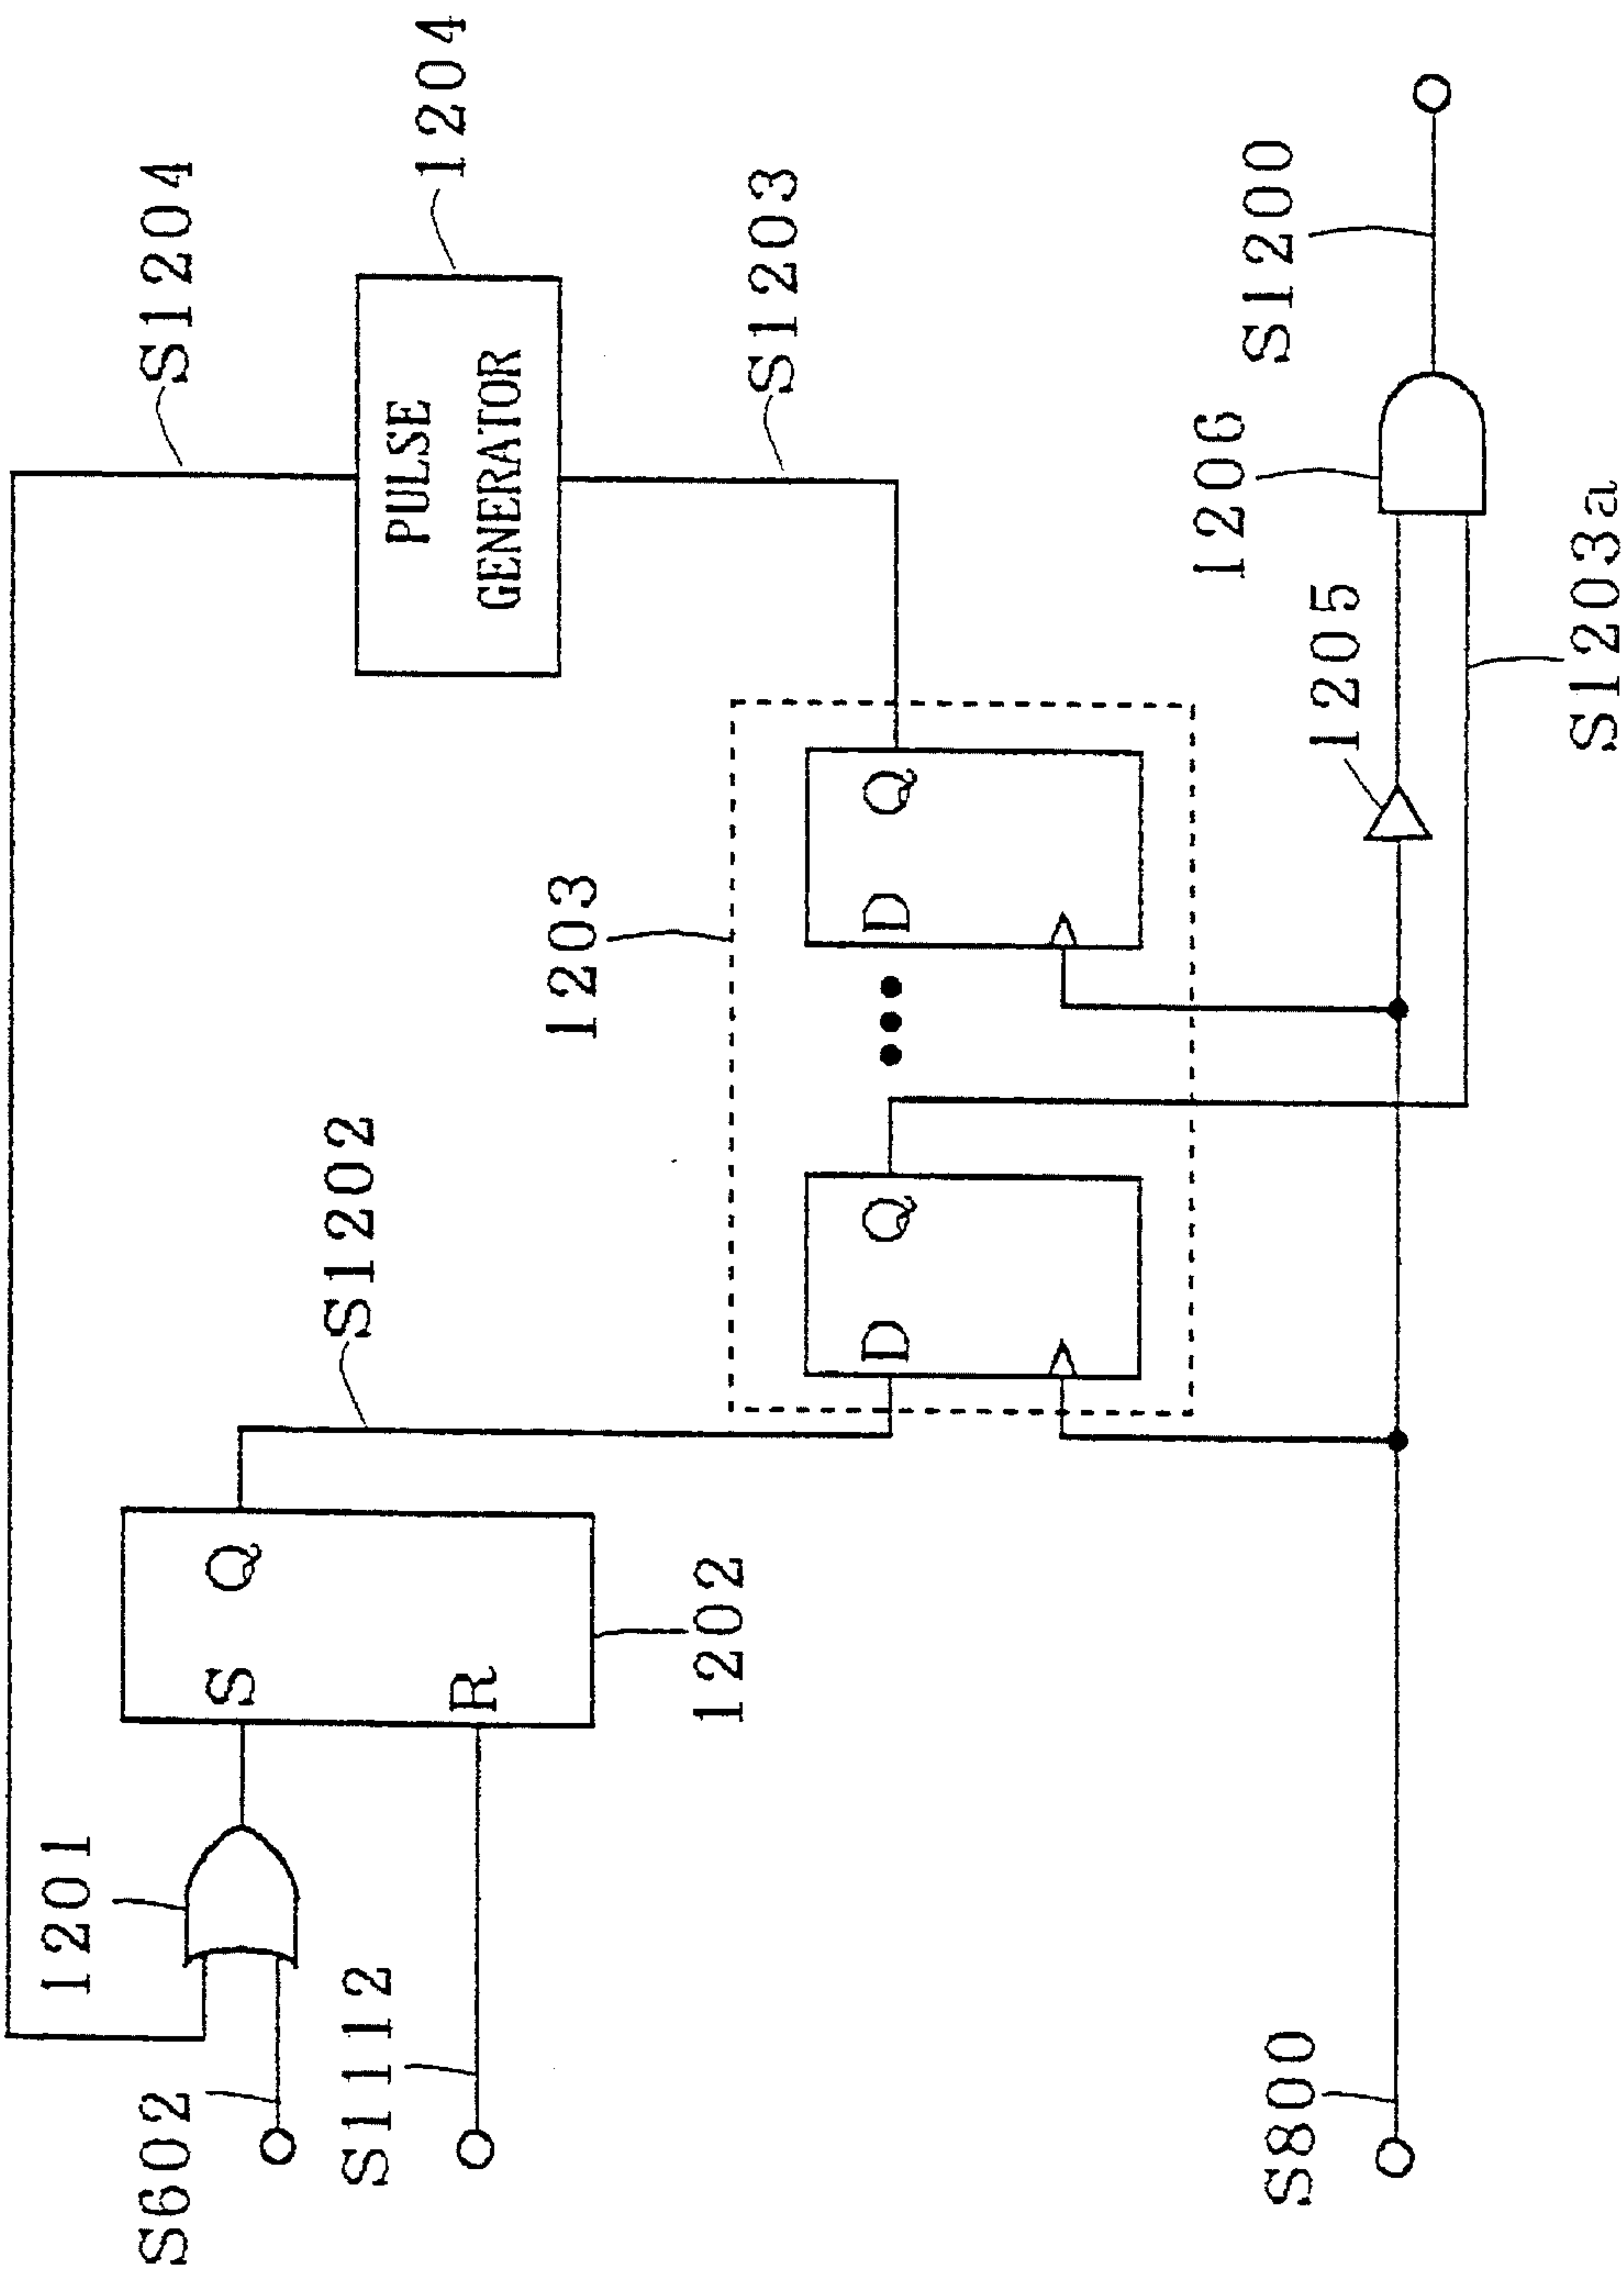 S1204
1204
PULSE
GENERATOR
S1203
1201
S
Q
R
1202
S1202
S602
S1112
1203
D Q
D Q
1205
1206
S1200
S1203a
S800